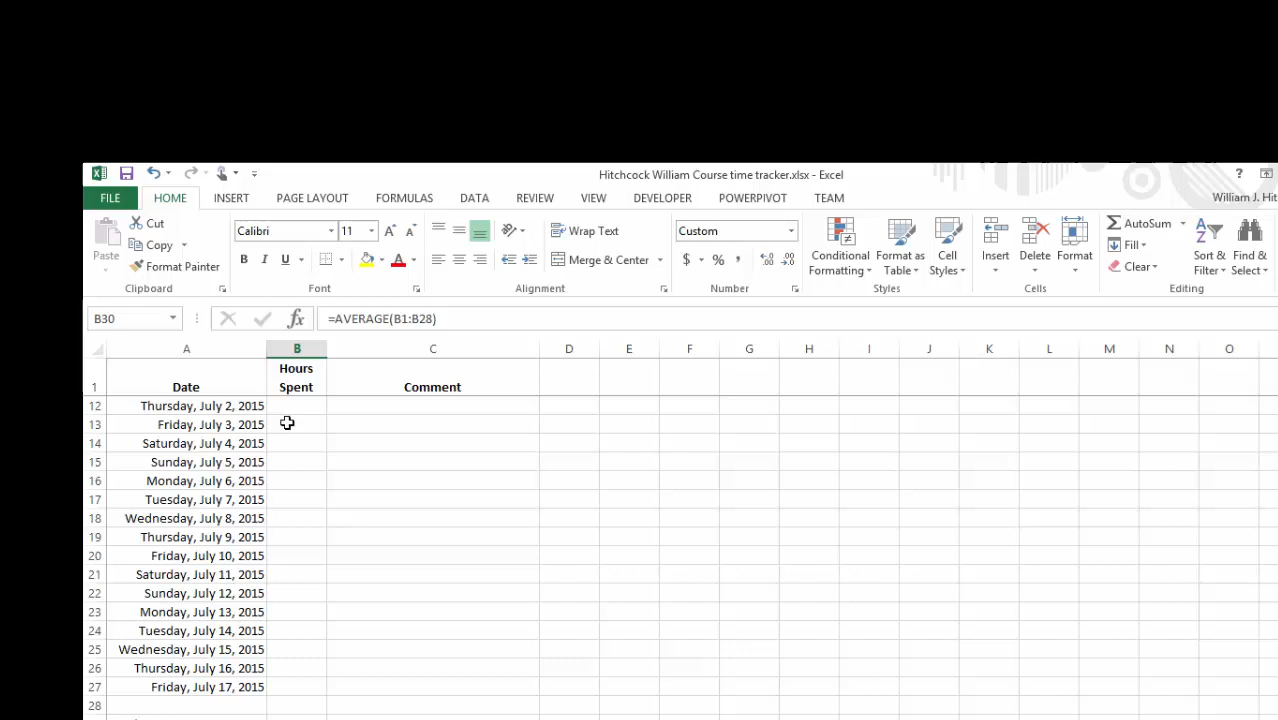 Hitchcock William Course time tracker.xlsx - Excel
?
FILE HOME INSERT PAGE LAYOUT FORMULAS DATA REVIEW VIEW DEVELOPER POWERPIVOT TEAM William J. Hit
Paste Cut Copy Format Painter
Clipboard
Calibri 11 A A
B I U A
Font
Wrap Text
Merge & Center
Alignment
Custom
$ % , .0 .00 .00 .0
Number
Conditional Formatting
Format as Table
Cell Styles
Styles
Insert Delete Format
Cells
AutoSum
Fill
Clear
Sort & Filter
Find & Select
Editing
B30 fx =AVERAGE(B1:B28)
A B C D E F G H I J K L M N O
1 Date Hours Spent Comment
12 Thursday, July 2, 2015
13 Friday, July 3, 2015
14 Saturday, July 4, 2015
15 Sunday, July 5, 2015
16 Monday, July 6, 2015
17 Tuesday, July 7, 2015
18 Wednesday, July 8, 2015
19 Thursday, July 9, 2015
20 Friday, July 10, 2015
21 Saturday, July 11, 2015
22 Sunday, July 12, 2015
23 Monday, July 13, 2015
24 Tuesday, July 14, 2015
25 Wednesday, July 15, 2015
26 Thursday, July 16, 2015
27 Friday, July 17, 2015
28